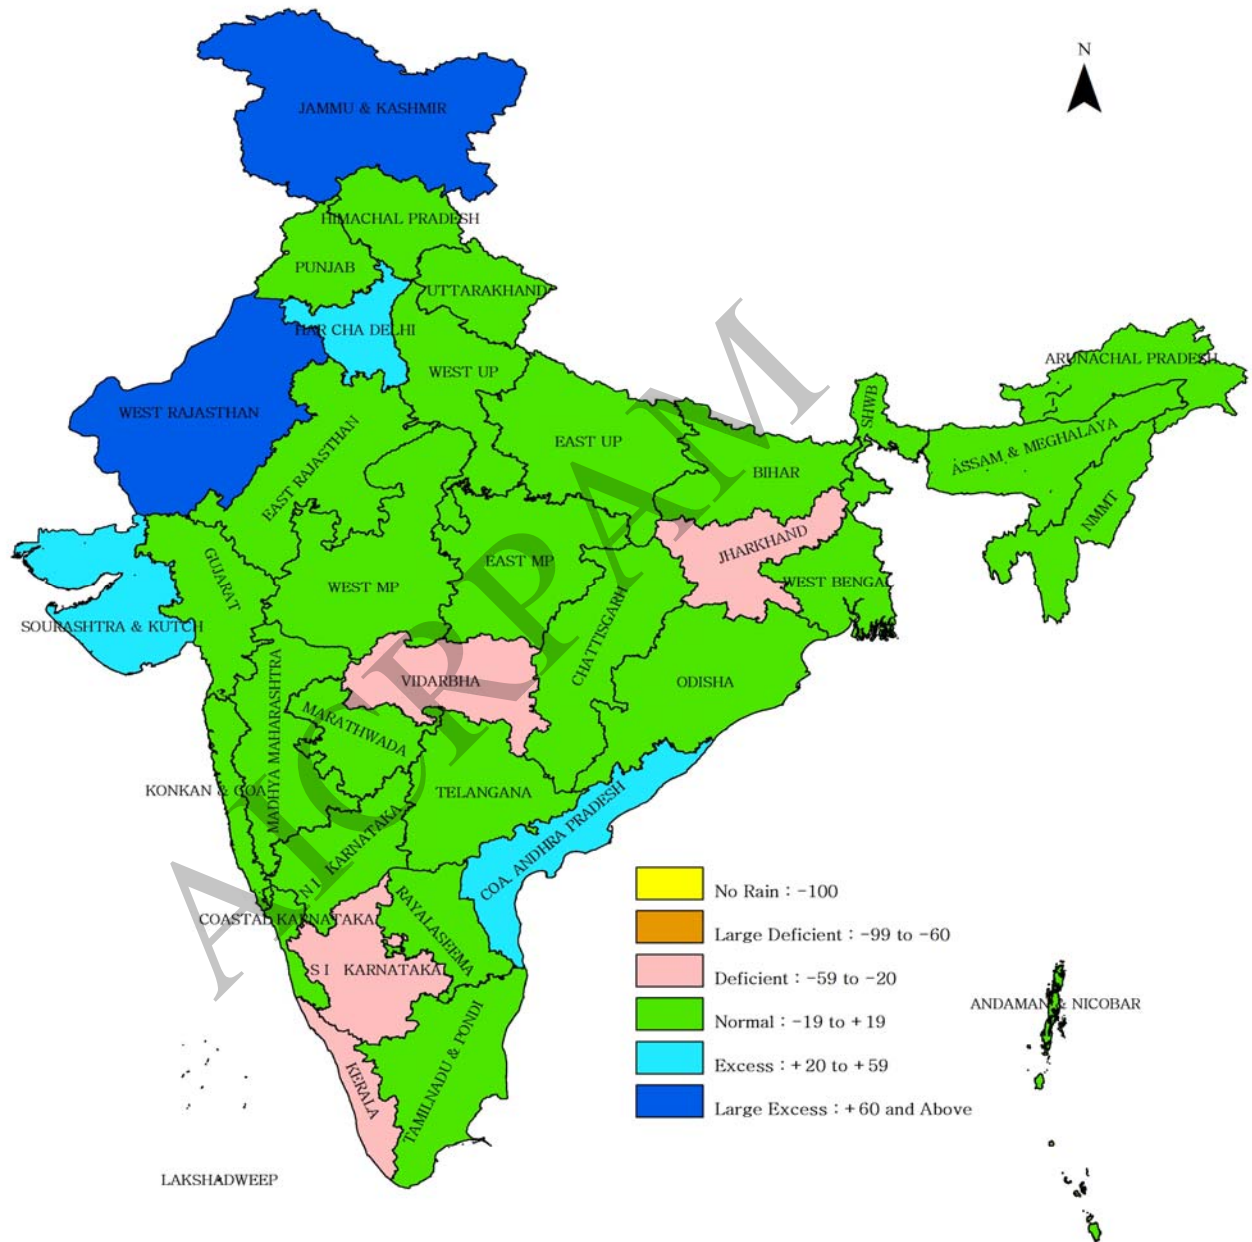 N
JAMMU & KASHMIR
HIMACHAL PRADESH
PUNJAB
UTTARAKHAND
HAR CHA DELHI
WEST UP
ARUNACHAL PRADESH
WEST RAJASTHAN
SHWB
EAST UP
EAST RAJASTHAN
ASSAM & MEGHALAYA
BIHAR
NMMT
JHARKHAND
GUJARAT
EAST MP
WEST MP
WEST BENGAL
CHATTISGARH
SOURASHTRA & KUTCH
VIDARBHA
ODISHA
MADHYA MAHARASHTRA
MARATHWADA
KONKAN & GOA
TELANGANA
COA. ANDHRA PRADESH
N I KARNATAKA
COASTAL KARNATAKA
RAYALASEEMA
S I KARNATAKA
ANDAMAN & NICOBAR
TAMILNADU & PONDI
KERALA
LAKSHADWEEP
No Rain : -100
Large Deficient : -99 to -60
Deficient : -59 to -20
Normal : -19 to +19
Excess : +20 to +59
Large Excess : +60 and Above
AICRPAM